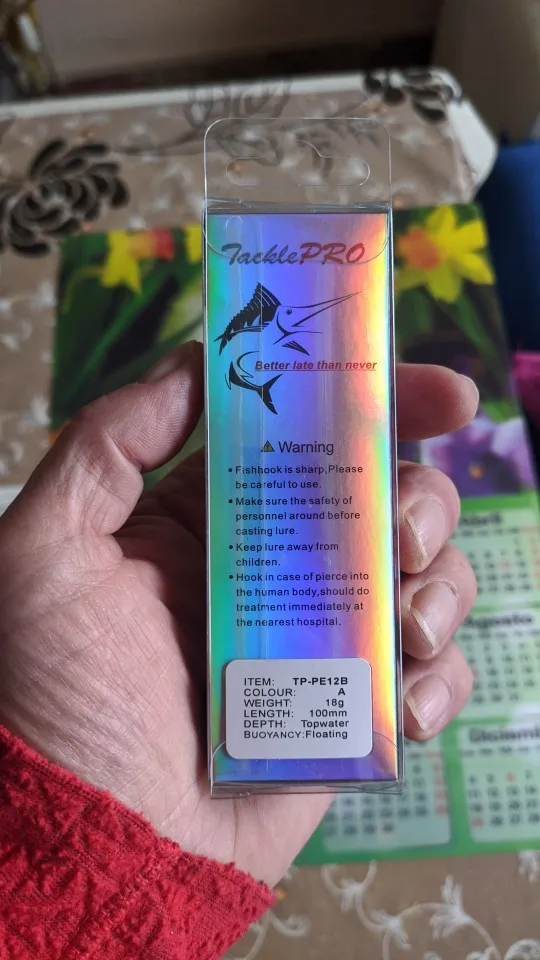 TacklePRO
Better late than never
Warning
• Fishhook is sharp,Please
be careful to use.
• Make sure the safety of
personnel around before
casting lure.
• Keep lure away from
children.
• Hook in case of pierce into
the human body,should do
treatment immediately at
the nearest hospital.
ITEM: TP-PE12B
COLOUR: A
WEIGHT: 18g
LENGTH: 100mm
DEPTH: Topwater
BUOYANCY:Floating
Abril
Agosto